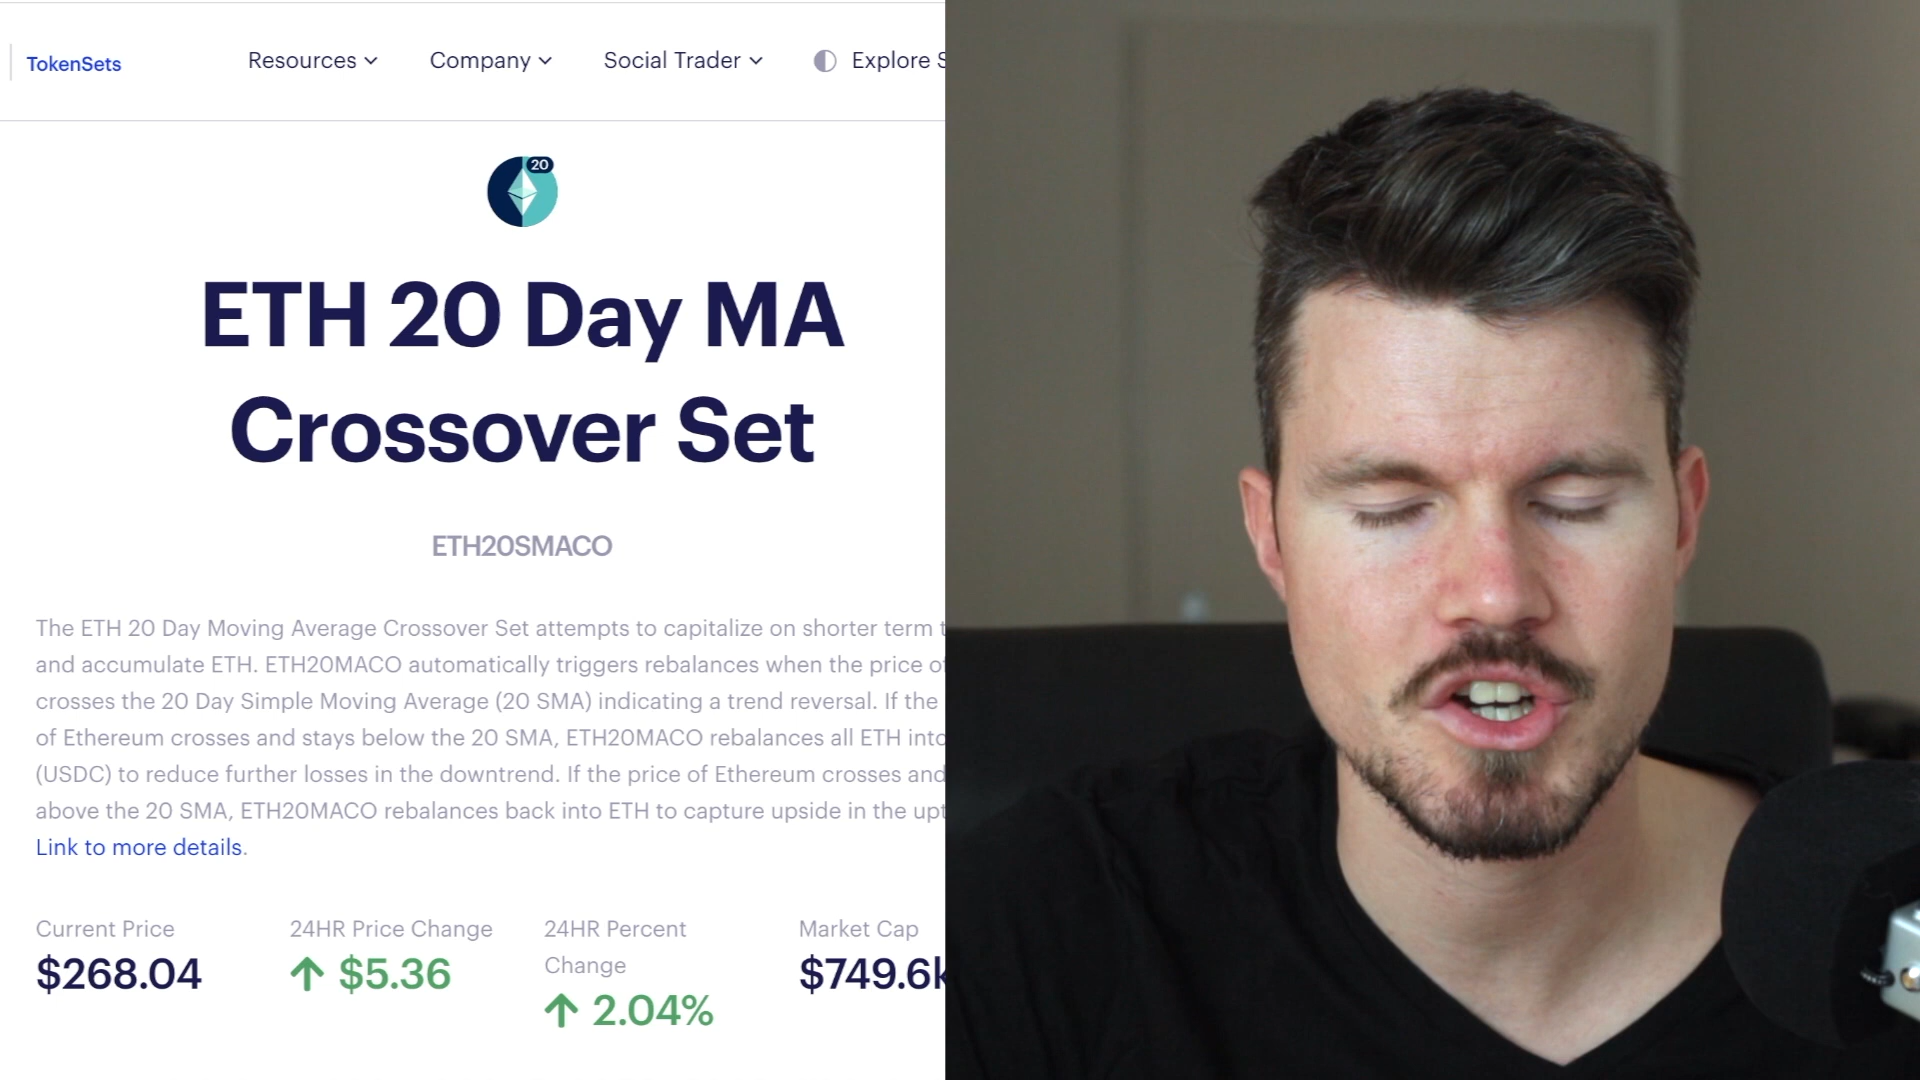 TokenSets
Resources
Company
Social Trader
Explore S
20
ETH 20 Day MA
Crossover Set
ETH20SMACO
The ETH 20 Day Moving Average Crossover Set attempts to capitalize on shorter term t
and accumulate ETH. ETH20MACO automatically triggers rebalances when the price of
crosses the 20 Day Simple Moving Average (20 SMA) indicating a trend reversal. If the
of Ethereum crosses and stays below the 20 SMA, ETH20MACO rebalances all ETH into
(USDC) to reduce further losses in the downtrend. If the price of Ethereum crosses and
above the 20 SMA, ETH20MACO rebalances back into ETH to capture upside in the upt
Link to more details.
Current Price
$268.04
24HR Price Change
$5.36
24HR Percent
Change
2.04%
Market Cap
$749.6k